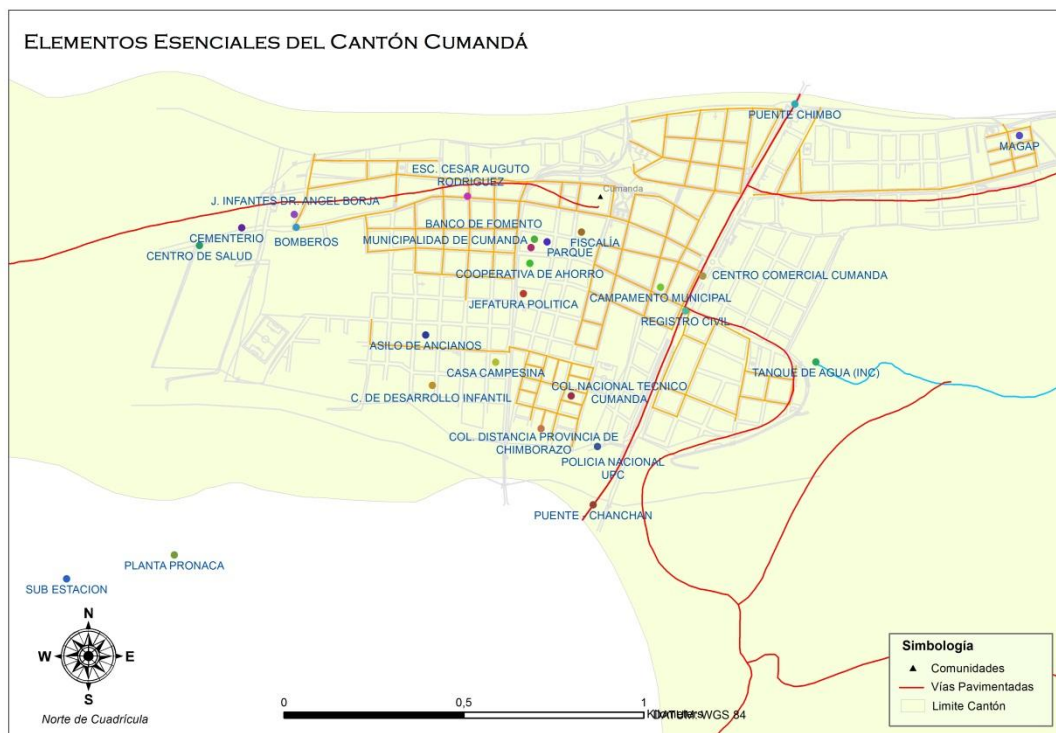 ELEMENTOS ESENCIALES DEL CANTÓN CUMANDÁ
PUENTE CHIMBO
MAGAP
ESC. CESAR AUGUTO
RODRIGUEZ
Cumanda
J. INFANTES DR. ANGEL BORJA
BANCO DE FOMENTO
CEMENTERIO
BOMBEROS
MUNICIPALIDAD DE CUMANDA
FISCALÍA
CENTRO DE SALUD
PARQUE
COOPERATIVA DE AHORRO
CENTRO COMERCIAL CUMANDA
JEFATURA POLITICA
CAMPAMENTO MUNICIPAL
REGISTRO CIVIL
ASILO DE ANCIANOS
CASA CAMPESINA
TANQUE DE AGUA (INC)
COL NACIONAL TECNICO
CUMANDA
C. DE DESARROLLO INFANTIL
COL. DISTANCIA PROVINCIA DE
CHIMBORAZO
POLICIA NACIONAL
UPC
PUENTE - CHANCHAN
PLANTA PRONACA
SUB ESTACION
N
W
E
S
Norte de Cuadrícula
0
0,5
1
DATUM: WGS 84
Simbología
Comunidades
Vías Pavimentadas
Limite Cantón